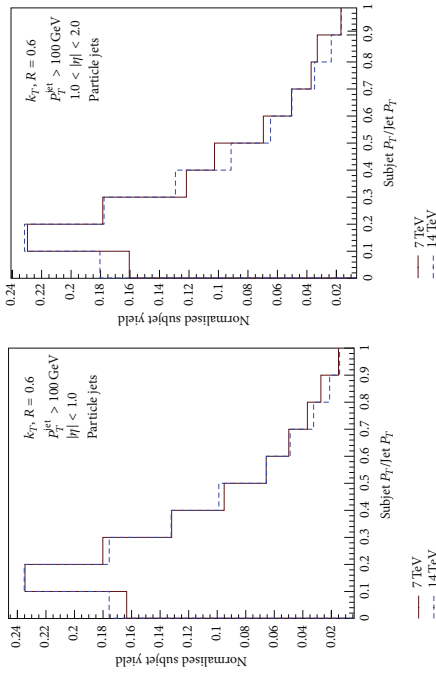 0.24
0.22
0.2
0.18
0.16
0.14
0.12
0.1
0.08
0.06
0.04
0.02
Normalised subjet yield
k_T, R = 0.6
P_T^jet > 100 GeV
|η| < 1.0
Particle jets
0 0.1 0.2 0.3 0.4 0.5 0.6 0.7 0.8 0.9 1
Subjet P_T/Jet P_T
7 TeV
14 TeV
0.24
0.22
0.2
0.18
0.16
0.14
0.12
0.1
0.08
0.06
0.04
0.02
Normalised subjet yield
k_T, R = 0.6
P_T^jet > 100 GeV
1.0 < |η| < 2.0
Particle jets
0 0.1 0.2 0.3 0.4 0.5 0.6 0.7 0.8 0.9 1
Subjet P_T/Jet P_T
7 TeV
14 TeV